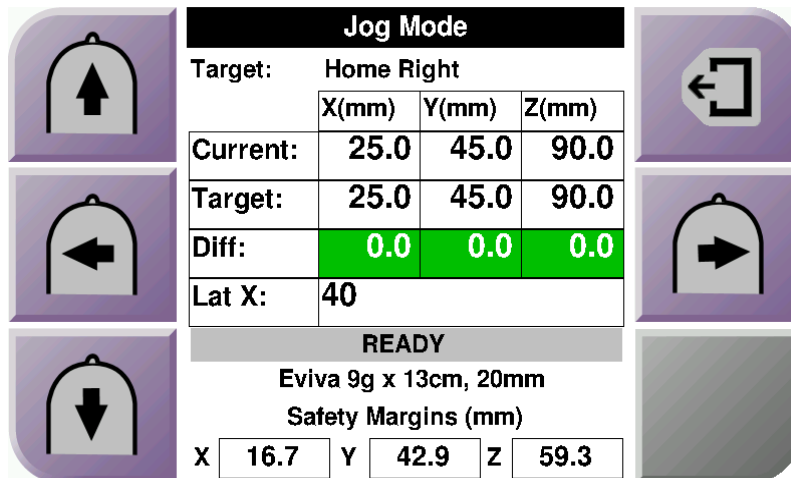 Jog Mode
Target: Home Right
X(mm) Y(mm) Z(mm)
Current: 25.0 45.0 90.0
Target: 25.0 45.0 90.0
Diff: 0.0 0.0 0.0
Lat X: 40
READY
Eviva 9g x 13cm, 20mm
Safety Margins (mm)
X 16.7 Y 42.9 Z 59.3